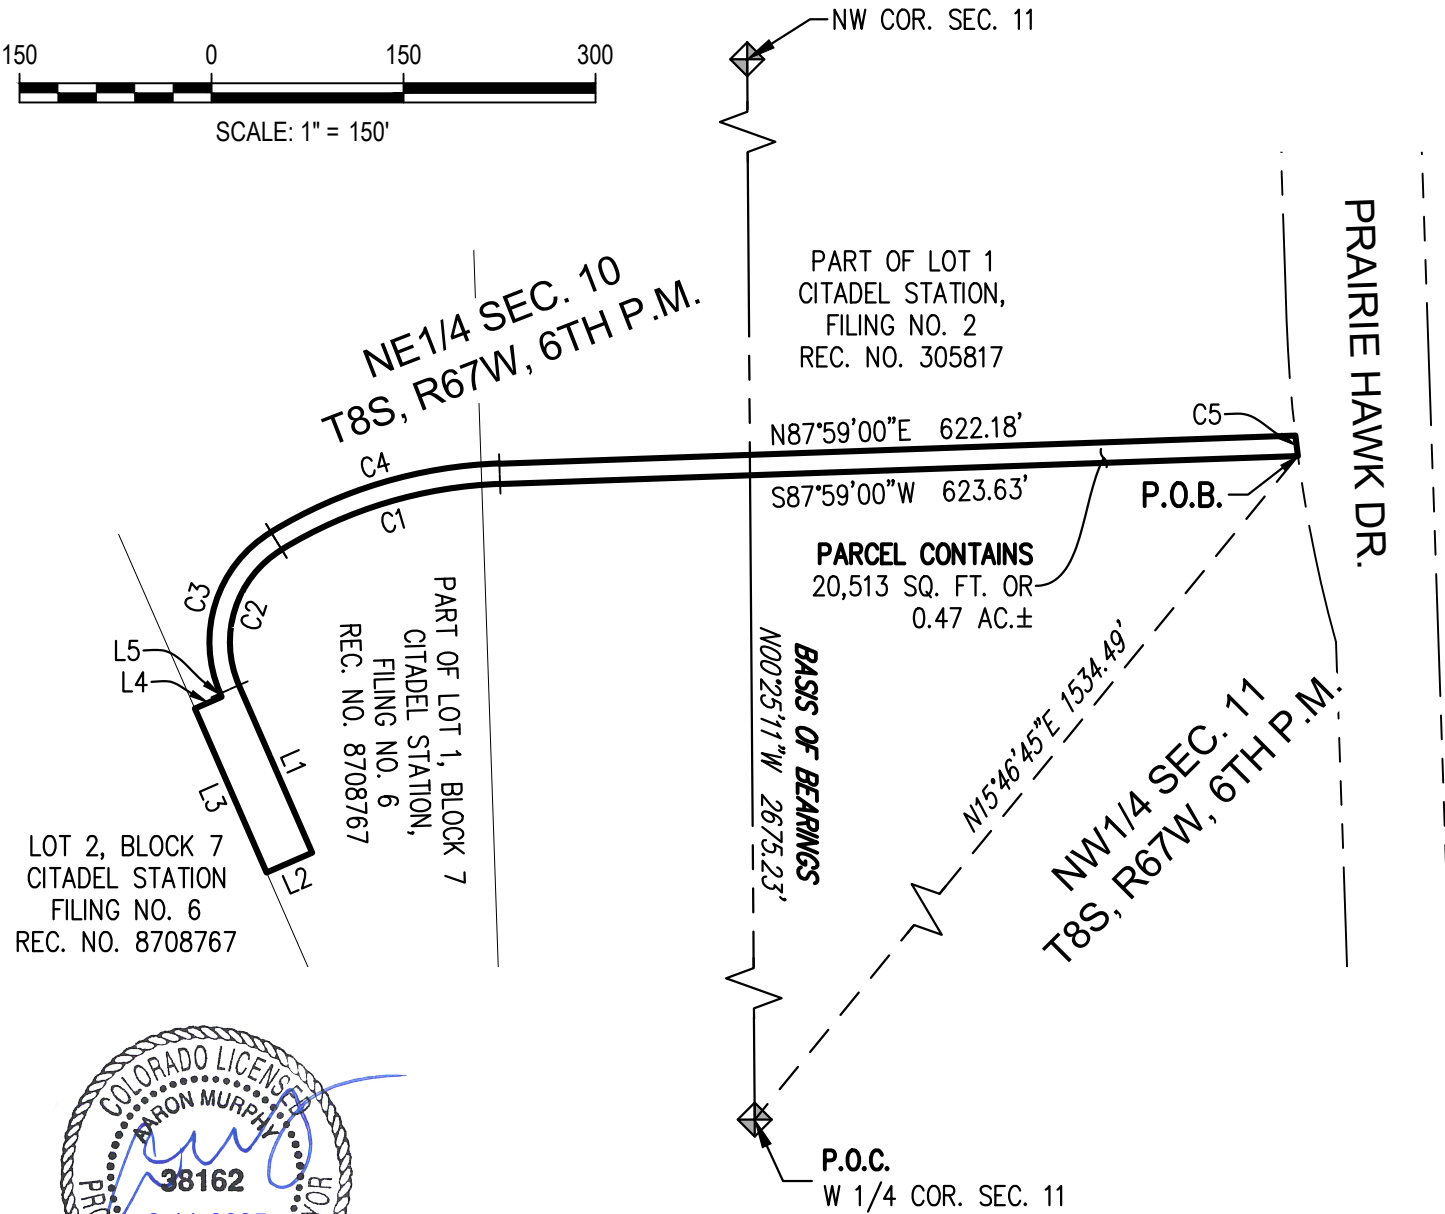 150 0 150 300
SCALE: 1" = 150'
NW COR. SEC. 11
NE1/4 SEC. 10
T8S, R67W, 6TH P.M.
PART OF LOT 1
CITADEL STATION,
FILING NO. 2
REC. NO. 305817
PRAIRIE HAWK DR.
C5
N87°59'00"E 622.18'
S87°59'00"W 623.63'
P.O.B.
C4
C1
C3
C2
PARCEL CONTAINS
20,513 SQ. FT. OR
0.47 AC.±
L5
L4
L1
L3
L2
PART OF LOT 1, BLOCK 7
CITADEL STATION,
FILING NO. 6
REC. NO. 8708767
BASIS OF BEARINGS
N00°25'11"W 2675.23'
N15°46'45"E 1534.49'
NW1/4 SEC. 11
T8S, R67W, 6TH P.M.
LOT 2, BLOCK 7
CITADEL STATION
FILING NO. 6
REC. NO. 8708767
COLORADO LICENSED
AARON MURPHY
38162
P.O.C.
W 1/4 COR. SEC. 11